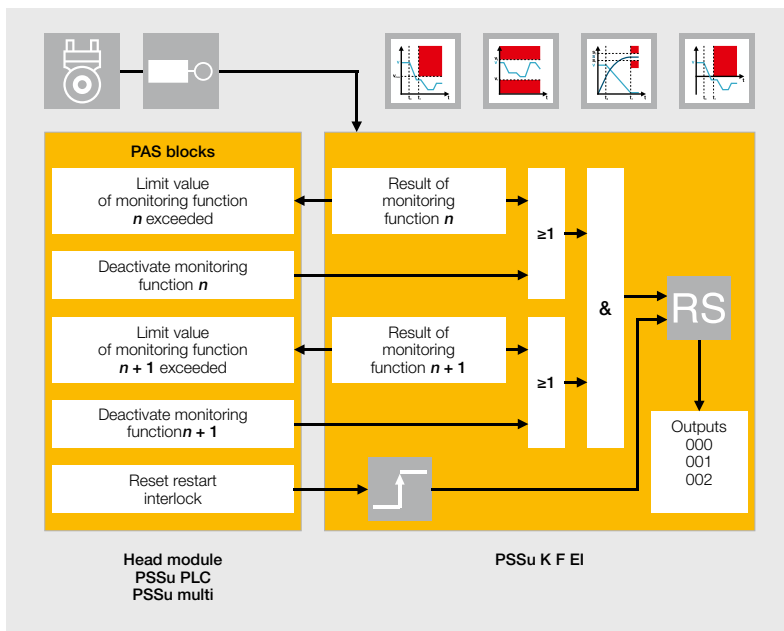 PAS blocks
Limit value
of monitoring function
n exceeded
Result of
monitoring
function n
≥1
Deactivate monitoring
function n
&
RS
Limit value
of monitoring function
n + 1 exceeded
Result of
monitoring
function n + 1
≥1
Deactivate monitoring
functionn + 1
Outputs
000
001
002
Reset restart
interlock
Head module
PSSu PLC
PSSu multi
PSSu K F EI